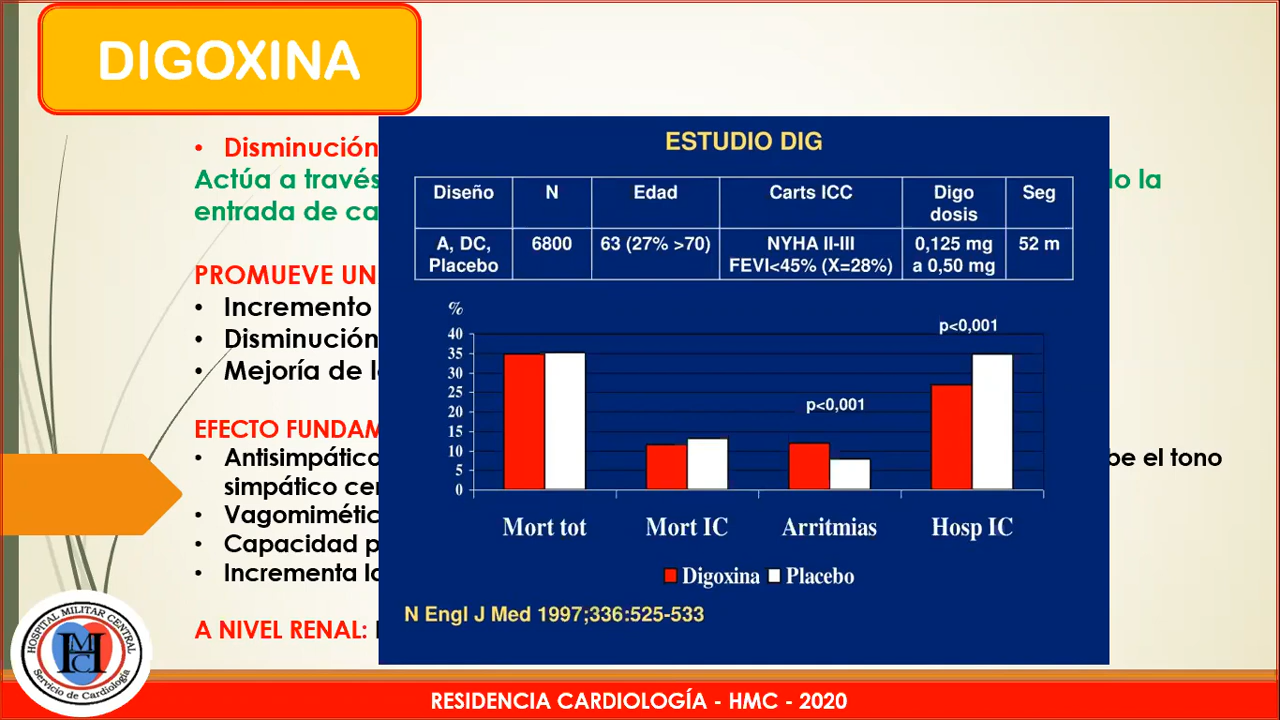 DIGOXINA
• Disminución
Actúa a través
do la
entrada de ca
PROMUEVE UN
• Incremento
• Disminución
• Mejoría de l
EFECTO FUNDAM
• Antisimpático
be el tono
simpático ce
• Vagomimétic
• Capacidad p
• Incrementa l
A NIVEL RENAL:
ESTUDIO DIG
Diseño N Edad Carts ICC Digo dosis Seg
A, DC, Placebo 6800 63 (27% >70) NYHA II-III FEVI<45% (X=28%) 0,125 mg a 0,50 mg 52 m
%
40
35
30
25
20
15
10
5
0
p<0,001
p<0,001
Mort tot Mort IC Arritmias Hosp IC
Digoxina Placebo
N Engl J Med 1997;336:525-533
HOSPITAL MILITAR CENTRAL
HMC
Servicio de Cardiología
RESIDENCIA CARDIOLOGÍA - HMC - 2020